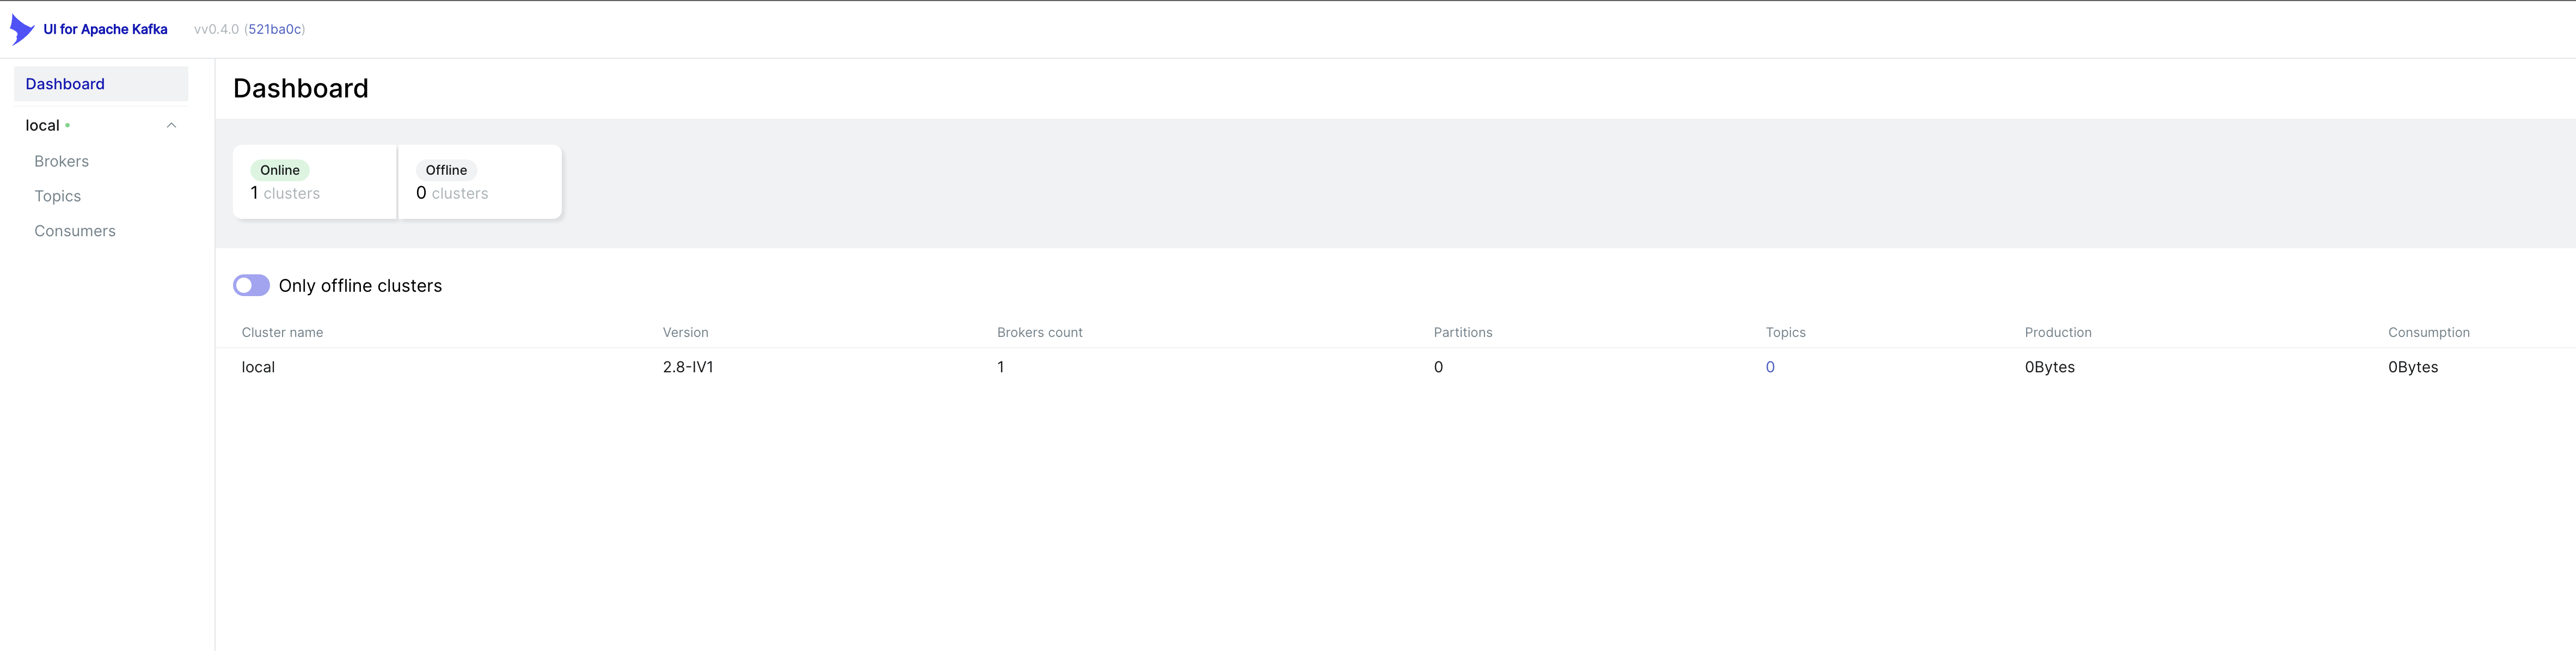 UI for Apache Kafka vv0.4.0 (521ba0c)
Dashboard
local
Brokers
Topics
Consumers
Dashboard
Online
1 clusters
Offline
0 clusters
Only offline clusters
Cluster name Version Brokers count Partitions Topics Production Consumption
local 2.8-IV1 1 0 0 0Bytes 0Bytes